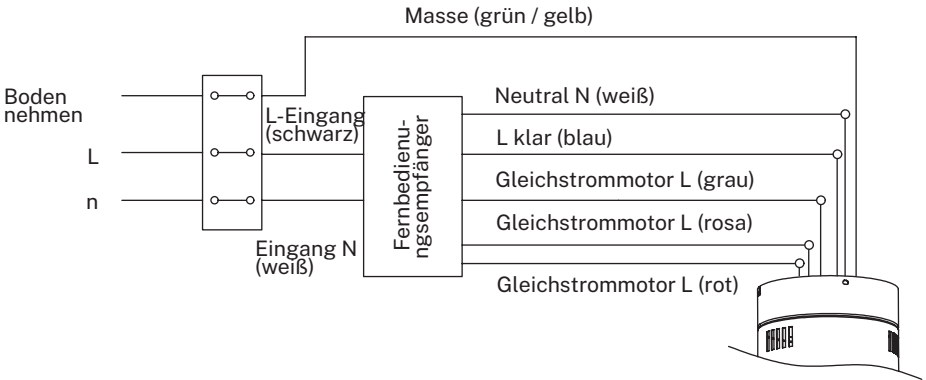 Masse (grün / gelb)
Boden
nehmen
L
n
L-Eingang
(schwarz)
Eingang N
(weiß)
Fernbedienu-
ngsempfänger
Neutral N (weiß)
L klar (blau)
Gleichstrommotor L (grau)
Gleichstrommotor L (rosa)
Gleichstrommotor L (rot)